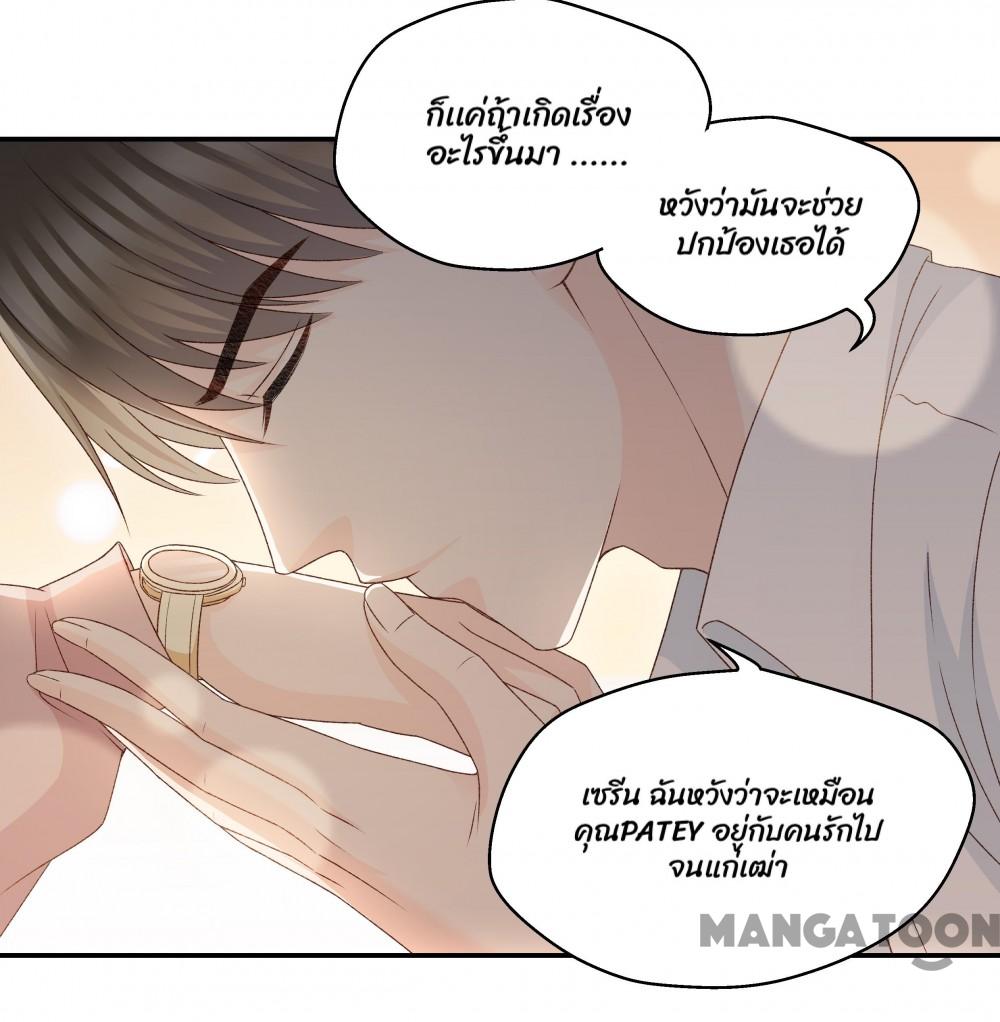 ก็แค่ถ้าเกิดเรื่อง
อะไรขึ้นมา ......
หวังว่ามันจะช่วย
ปกป้องเธอได้
เซรีน ฉันหวังว่าจะเหมือน
คุณPATEY อยู่กับคนรักไป
จนแก่เฒ่า
MANGATOON